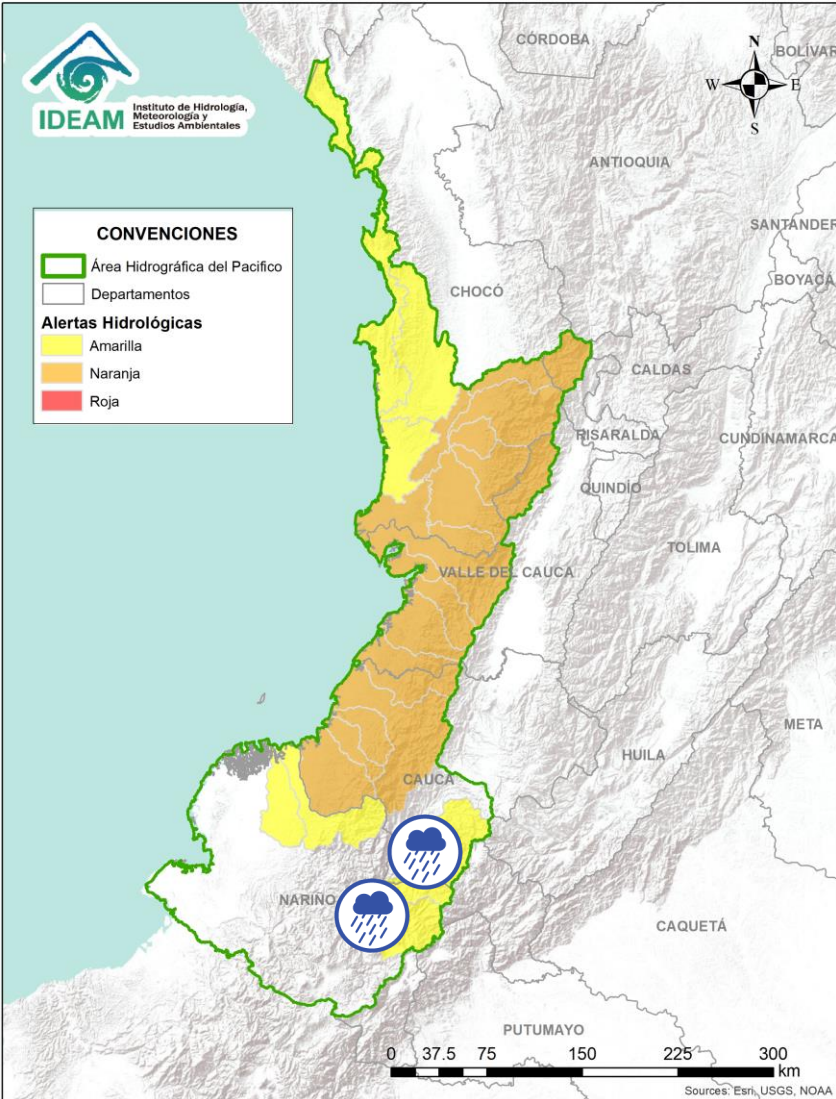 CÓRDOBA
BOLÍVAR
N
W
E
S
IDEAM
Instituto de Hidrología,
Meteorología y
Estudios Ambientales
ANTIOQUIA
SANTANDER
CONVENCIONES
Área Hidrográfica del Pacifico
Departamentos
Alertas Hidrológicas
Amarilla
Naranja
Roja
BOYACÁ
CHOCÓ
CALDAS
RISARALDA
CUNDINAMARCA
QUINDÍO
TOLIMA
VALLE DEL CAUCA
META
HUILA
CAUCA
NARIÑO
CAQUETÁ
PUTUMAYO
0 37.5 75 150 225 300
km
Sources: Esri, USGS, NOAA